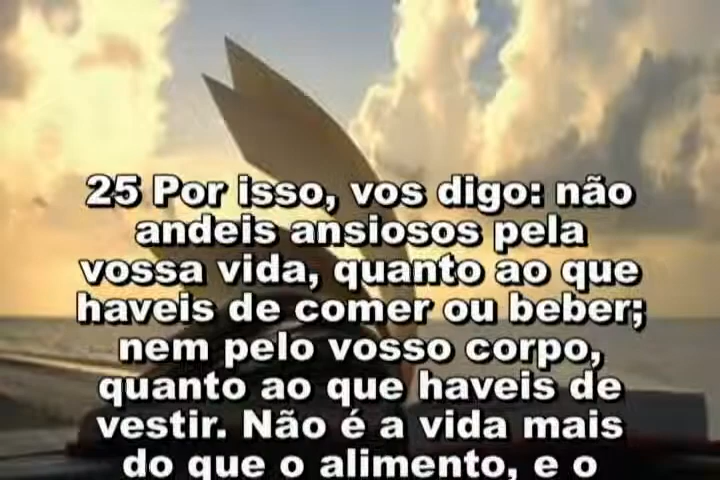 25 Por isso, vos digo: não
andeis ansiosos pela
vossa vida, quanto ao que
haveis de comer ou beber;
nem pelo vosso corpo,
quanto ao que haveis de
vestir. Não é a vida mais
do que o alimento, e o